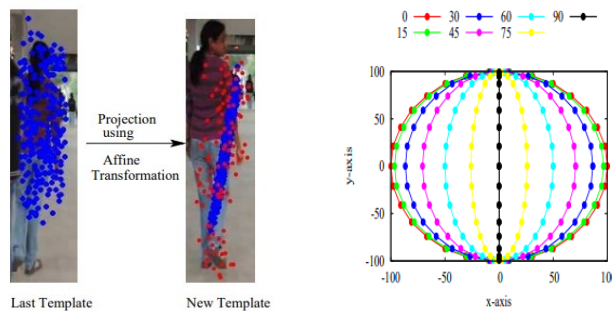 Projection
using
Affine
Transformation
Last Template
New Template
0 30 60 90
15 45 75
100
50
0
-50
-100
-100 -50 0 50 100
y-axis
x-axis